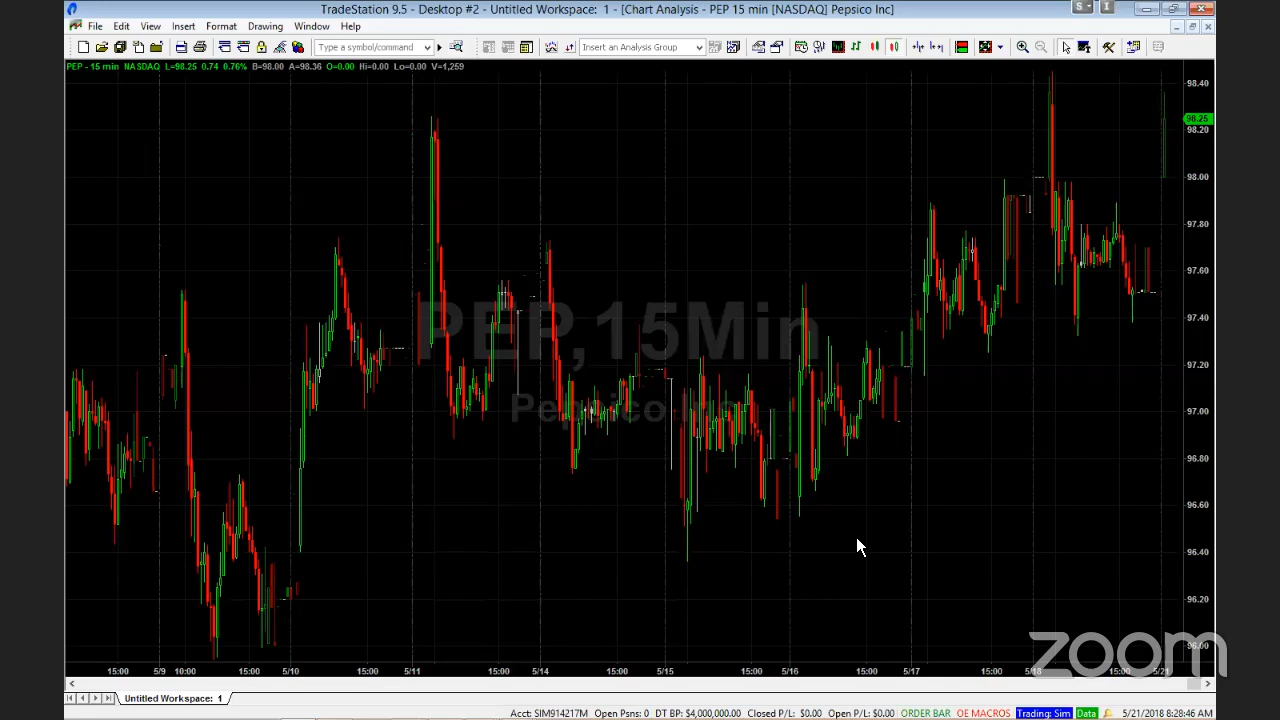 TradeStation 9.5 - Desktop #2 - Untitled Workspace: 1 - [Chart Analysis - PEP 15 min [NASDAQ] Pepsico Inc]
S I
File Edit View Insert Format Drawing Window Help
Type a symbol/command Insert an Analysis Group
PEP - 15 min NASDAQ L=98.25 0.74 0.76% B=98.00 A=98.36 O=0.00 Hi=0.00 Lo=0.00 V=1,259
98.40
98.25
98.20
98.00
97.80
97.60
97.40
PEP,15Min
97.20
Pepsico Inc
97.00
96.80
96.60
96.40
96.20
96.00
zoom
15:00 5/9 10:00 15:00 5/10 15:00 5/11 15:00 5/14 15:00 5/15 15:00 5/16 15:00 5/17 15:00 5/18 15:00 5/21
Untitled Workspace: 1
Acct: SIM914217M Open Psns: 0 DT BP: $4,000,000.00 Closed P/L: $0.00 Open P/L: $0.00 ORDER BAR OE MACROS Trading: Sim Data 5/21/2018 8:28:46 AM